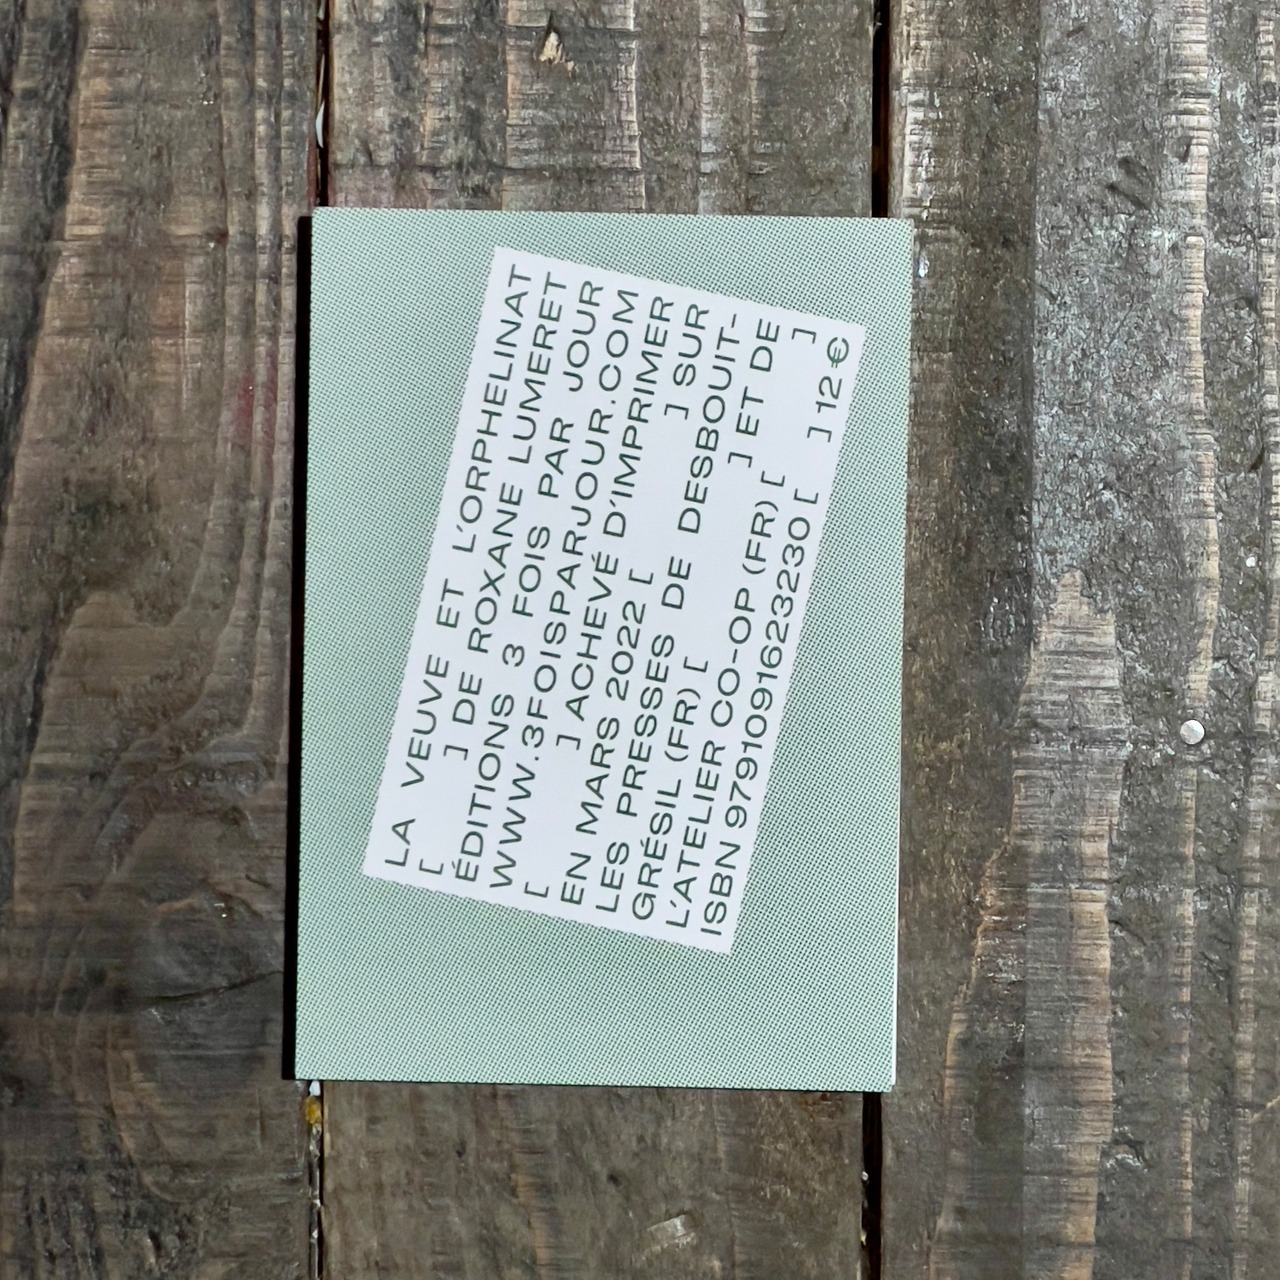 LA VEUVE ET L'ORPHELINAT
[ ] DE ROXANE LUMERET
ÉDITIONS 3 FOIS PAR JOUR
WWW.3FOISPARJOUR.COM
[ ] ACHEVÉ D'IMPRIMER
EN MARS 2022 [ ] SUR
LES PRESSES DE DESBOUIT-
GRÉSIL (FR) [ ] ET DE
L'ATELIER CO-OP (FR) [ ]
ISBN 9791091623230 [ ] 12 €